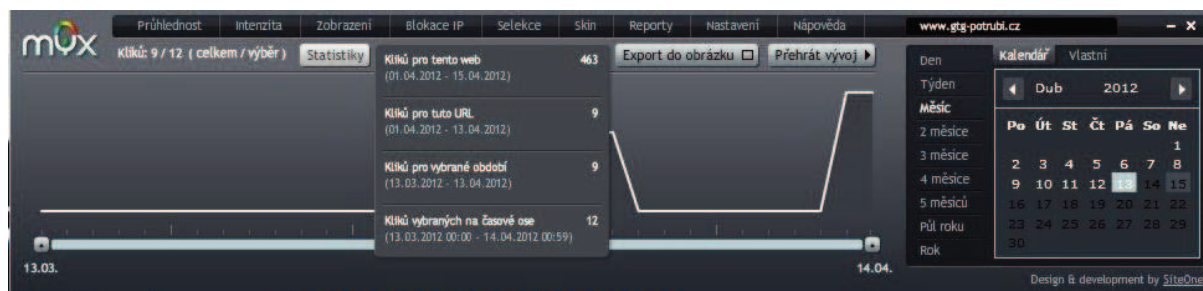 Průhlednost Intenzita Zobrazení Blokace IP Selekce Skin Reporty Nastavení Nápověda www.gtg-potrubi.cz
mux
Kliků: 9 / 12 ( celkem / výběr ) Statistiky Export do obrázku Přehrát vývoj
Kliků pro tento web 463
(01.04.2012 - 15.04.2012)
Kliků pro tuto URL 9
(01.04.2012 - 13.04.2012)
Kliků pro vybrané období 9
(13.03.2012 - 13.04.2012)
Kliků vybraných na časové ose 12
(13.03.2012 00:00 - 14.04.2012 00:59)
13.03. 14.04.
Den
Týden
Měsíc
2 měsíce
3 měsíce
4 měsíce
5 měsíců
Půl roku
Rok
Kalendář Vlastní
Dub 2012
Po Út St Čt Pá So Ne
1
2 3 4 5 6 7 8
9 10 11 12 13 14 15
16 17 18 19 20 21 22
23 24 25 26 27 28 29
30
Design & development by SiteOne